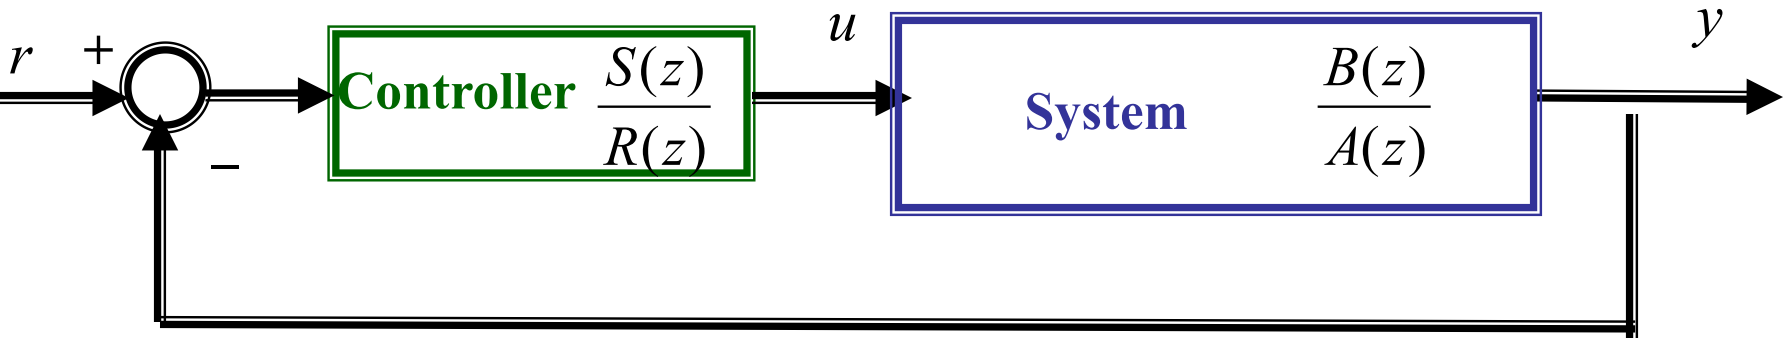 r
+
−
Controller
S(z)
R(z)
u
System
B(z)
A(z)
y